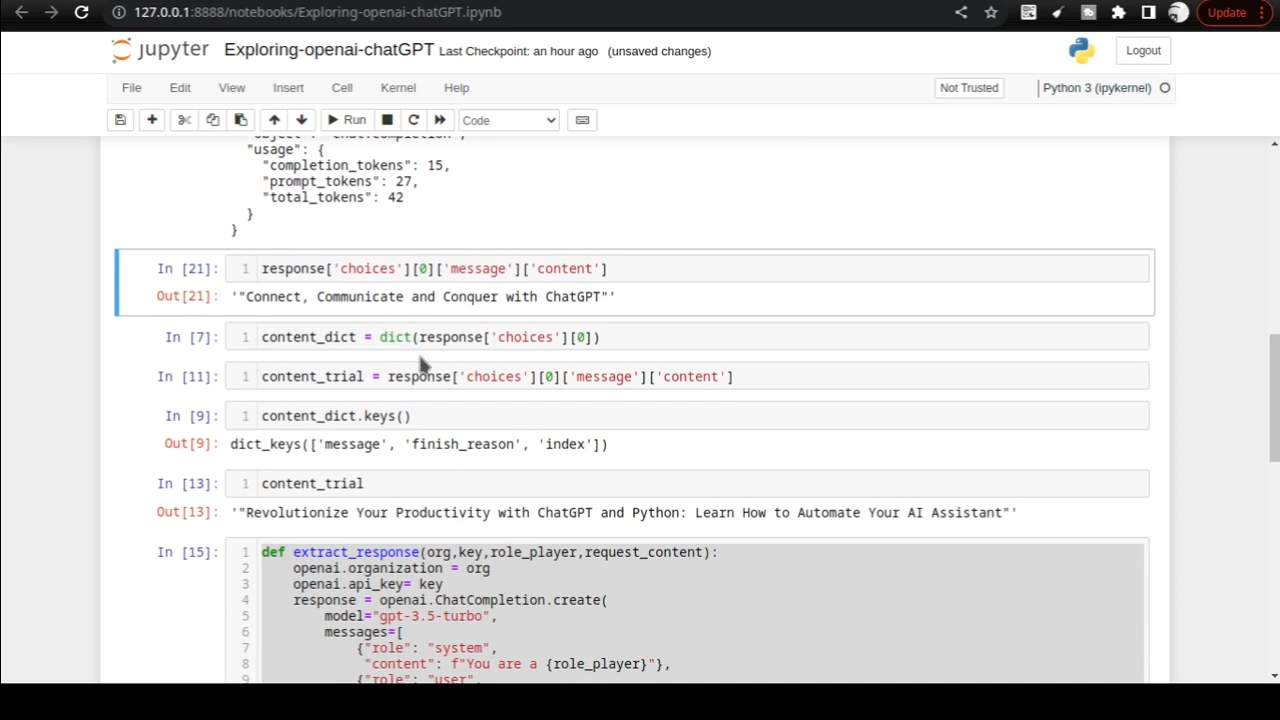 127.0.0.1:8888/notebooks/Exploring-openai-chatGPT.ipynb
Update
jupyter Exploring-openai-chatGPT Last Checkpoint: an hour ago (unsaved changes)
Logout
File Edit View Insert Cell Kernel Help
Not Trusted
Python 3 (ipykernel)
Run
Code
"usage": {
"completion_tokens": 15,
"prompt_tokens": 27,
"total_tokens": 42
}
}
In [21]: 1 response['choices'][0]['message']['content']
Out[21]: '"Connect, Communicate and Conquer with ChatGPT"'
In [7]: 1 content_dict = dict(response['choices'][0])
In [11]: 1 content_trial = response['choices'][0]['message']['content']
In [9]: 1 content_dict.keys()
Out[9]: dict_keys(['message', 'finish_reason', 'index'])
In [13]: 1 content_trial
Out[13]: '"Revolutionize Your Productivity with ChatGPT and Python: Learn How to Automate Your AI Assistant"'
In [15]: 1 def extract_response(org,key,role_player,request_content):
2 openai.organization = org
3 openai.api_key= key
4 response = openai.ChatCompletion.create(
5 model="gpt-3.5-turbo",
6 messages=[
7 {"role": "system",
8 "content": f"You are a {role_player}"},
9 {"role": "user",